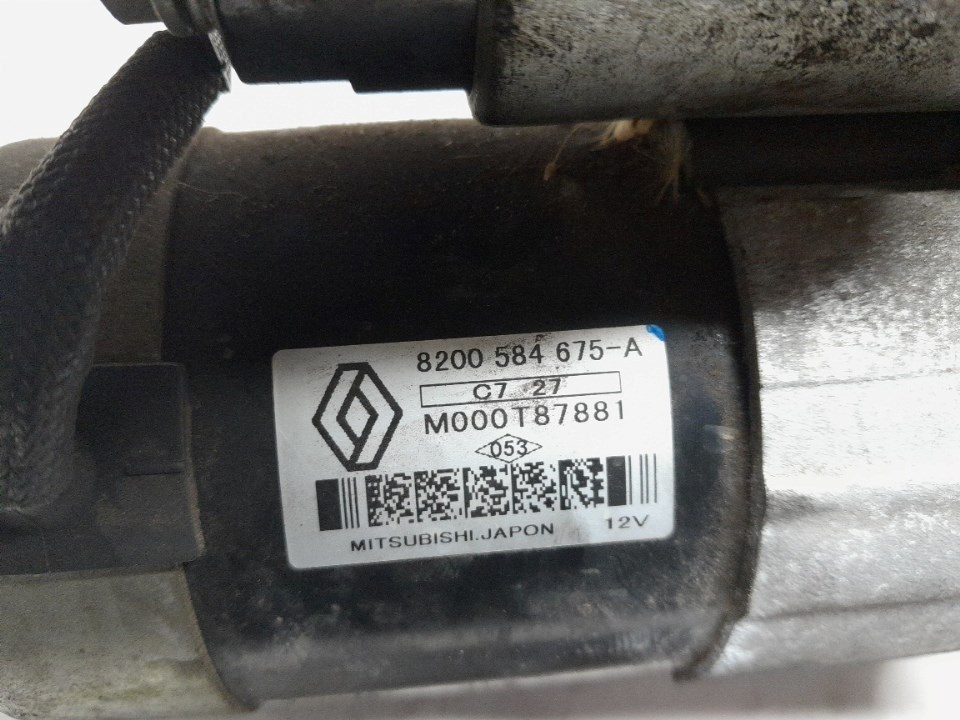 8200 584 675-A
C7 27
M000T87881
053
MITSUBISHI.JAPON 12V